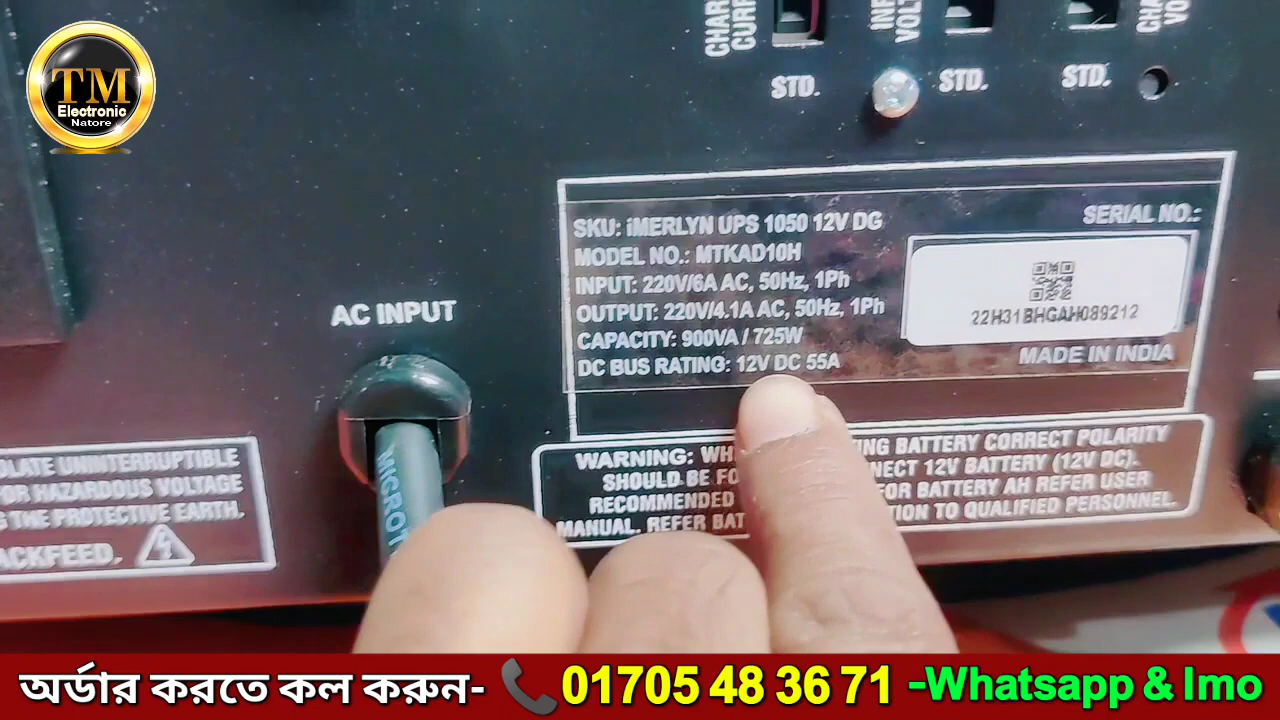 TM
Electronic
Natore
STD.
STD.
STD.
SKU: iMERLYN UPS 1050 12V DG
MODEL NO.: MTKAD10H
INPUT: 220V/6A AC, 50Hz, 1Ph
OUTPUT: 220V/4.1A AC, 50Hz, 1Ph
CAPACITY: 900VA / 725W
DC BUS RATING: 12V DC 55A
SERIAL NO.:
22H31BHGAH089212
MADE IN INDIA
AC INPUT
UNINTERRUPTIBLE
FOR HAZARDOUS VOLTAGE
THE PROTECTIVE EARTH.
WARNING: BATTERY CORRECT POLARITY
SHOULD BE 12V BATTERY (12V DC).
RECOMMENDED FOR BATTERY AH REFER USER
MANUAL. REFER TO QUALIFIED PERSONNEL.
অর্ডার করতে কল করুন- 01705 48 36 71 -Whatsapp & Imo